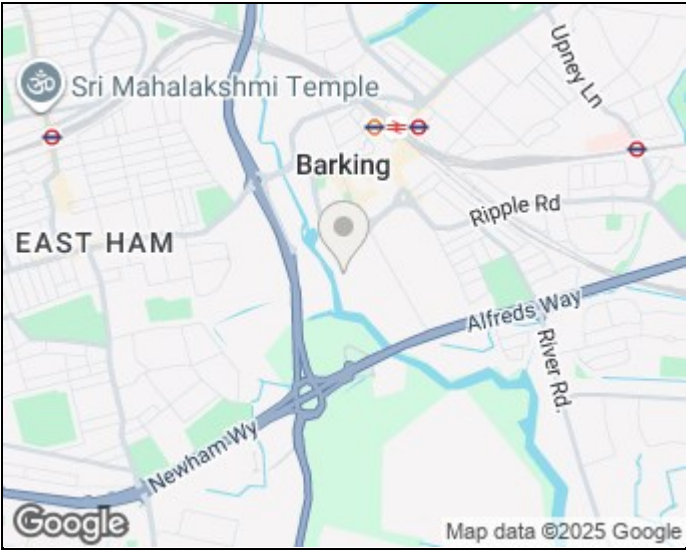 Upney Ln
ॐ
Sri Mahalakshmi Temple
Barking
Ripple Rd
EAST HAM
Alfreds Way
River Rd.
Newham Wy
Google
Map data ©2025 Google